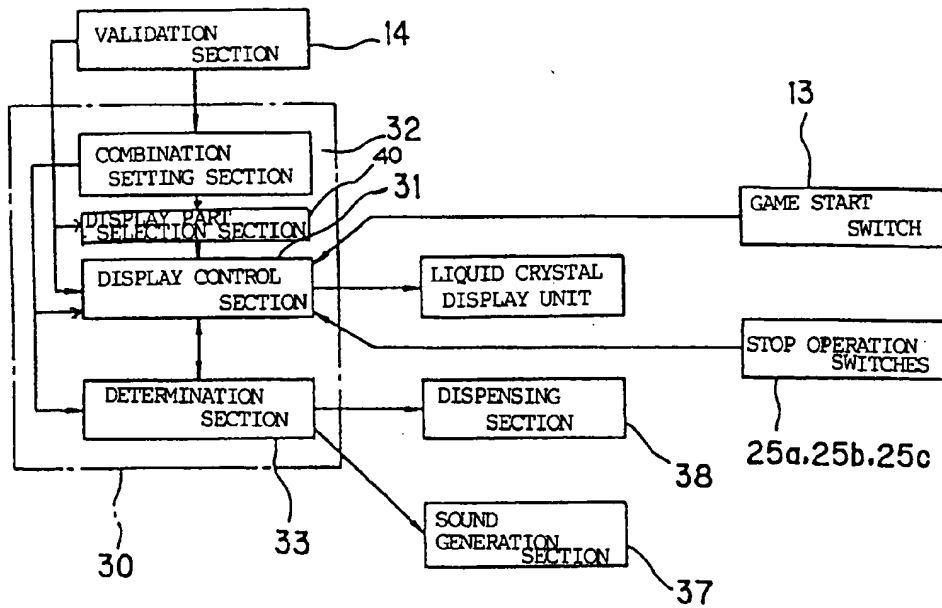 VALIDATION
SECTION
14
COMBINATION
SETTING SECTION
32
40
31
DISPLAY PART
SELECTION SECTION
DISPLAY CONTROL
SECTION
13
GAME START
SWITCH
LIQUID CRYSTAL
DISPLAY UNIT
STOP OPERATION
SWITCHES
25a.25b.25c
DETERMINATION
SECTION
DISPENSING
SECTION
38
30
33
SOUND
GENERATION
SECTION
37